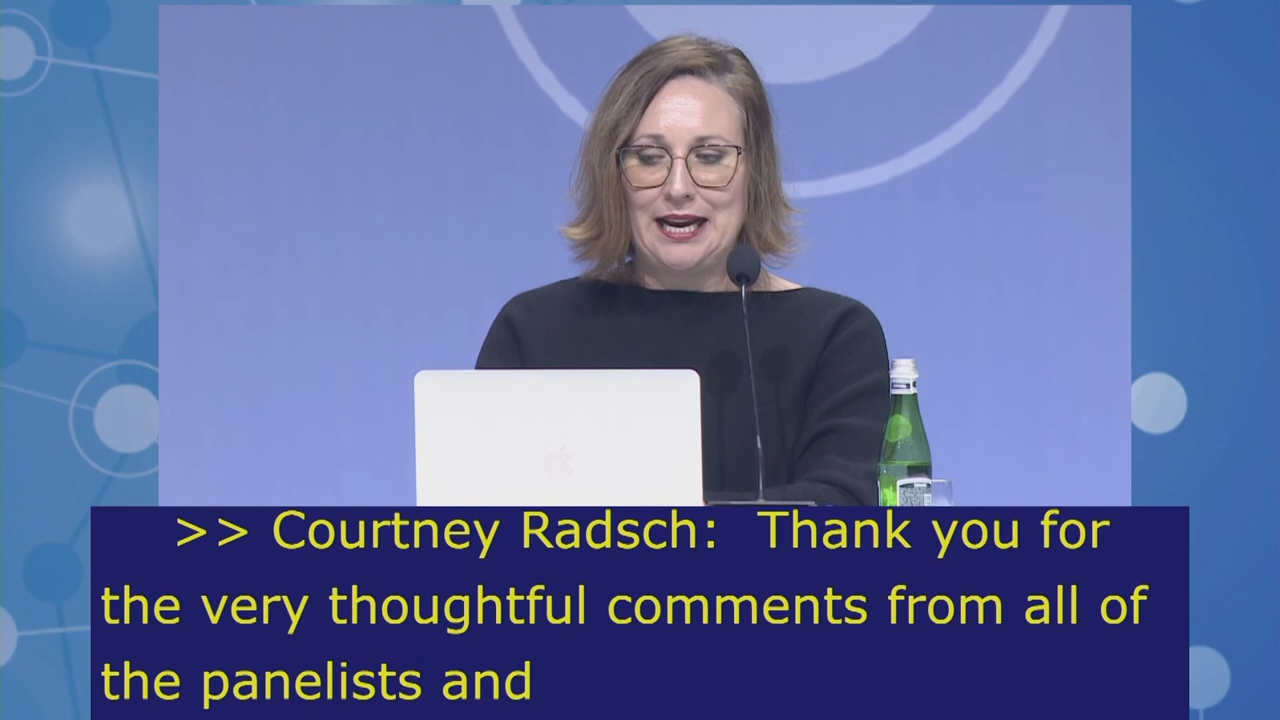 >> Courtney Radsch:  Thank you for
the very thoughtful comments from all of
the panelists and